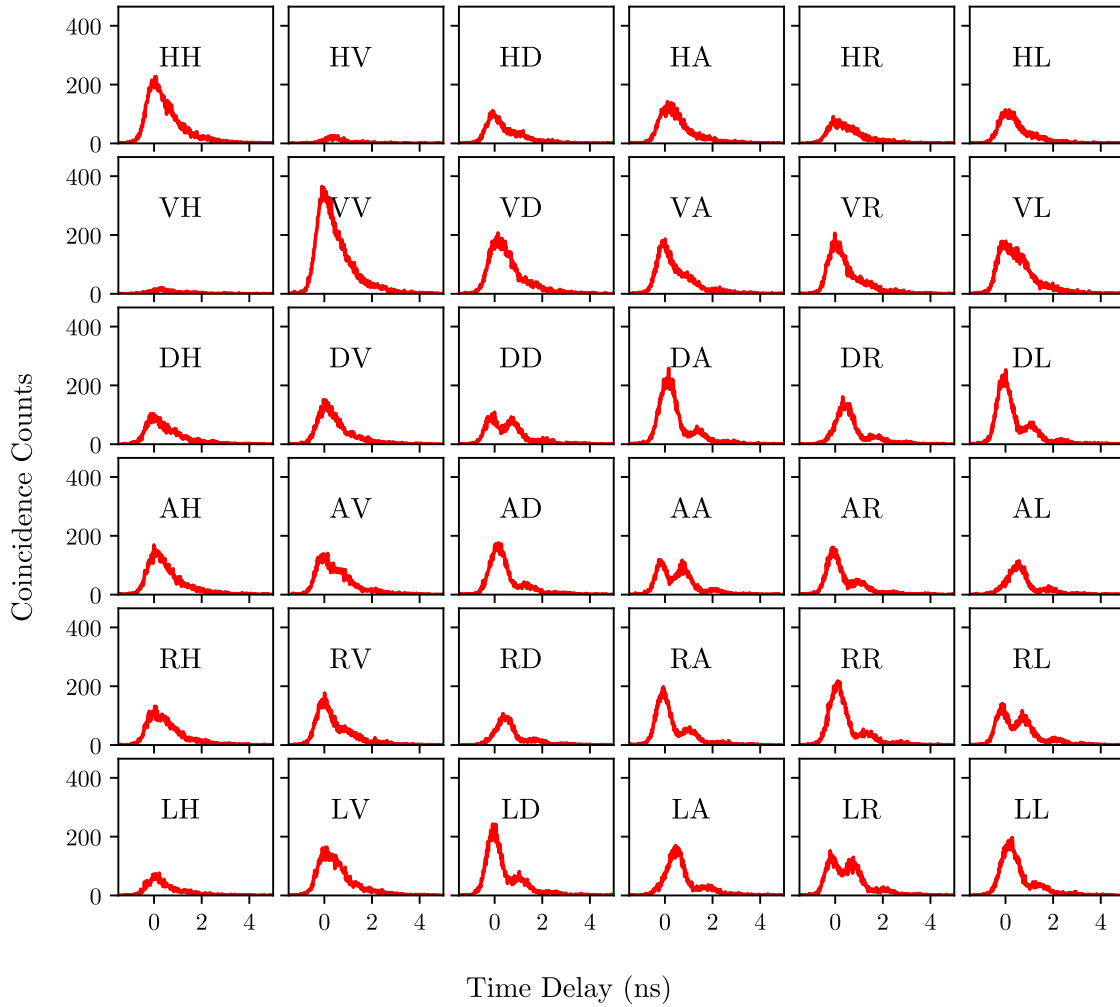 400
HH HV HD HA HR HL
200
0
400
VH VV VD VA VR VL
200
0
400
DH DV DD DA DR DL
200
0
400
AH AV AD AA AR AL
200
0
400
RH RV RD RA RR RL
200
0
400
LH LV LD LA LR LL
200
0
0 2 4 0 2 4 0 2 4 0 2 4 0 2 4 0 2 4
Coincidence Counts
Time Delay (ns)